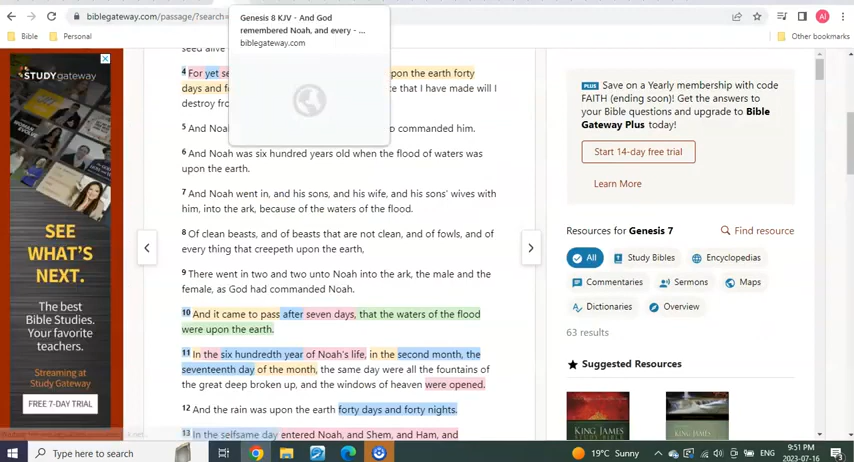 biblegateway.com/passage/?search=
AI
Bible
Palmer
Other bookmarks
Genesis 8 KJV - And God
remembered Noah, and every - ...
biblegateway.com
STUDYgateway
SEE
WHAT'S
NEXT.
The best
Bible Studies.
Your favorite
teachers.
Streaming at
Study Gateway
FREE 7-DAY TRIAL
seed alive
4 For yet se pon the earth forty
days and f ce that I have made will I
destroy fro
5 And Noa o commanded him.
6 And Noah was six hundred years old when the flood of waters was
upon the earth.
7 And Noah went in, and his sons, and his wife, and his sons' wives with
him, into the ark, because of the waters of the flood.
8 Of clean beasts, and of beasts that are not clean, and of fowls, and of
every thing that creepeth upon the earth,
9 There went in two and two unto Noah into the ark, the male and the
female, as God had commanded Noah.
10 And it came to pass after seven days, that the waters of the flood
were upon the earth.
11 In the six hundredth year of Noah's life, in the second month, the
seventeenth day of the month, the same day were all the fountains of
the great deep broken up, and the windows of heaven were opened.
12 And the rain was upon the earth forty days and forty nights.
13 In the selfsame day entered Noah, and Shem, and Ham, and
PLUS Save on a Yearly membership with code
FAITH (ending soon)! Get the answers to
your Bible questions and upgrade to Bible
Gateway Plus today!
Start 14-day free trial
Learn More
Resources for Genesis 7
Find resource
All
Study Bibles
Encyclopedias
Commentaries
Sermons
Maps
Dictionaries
Overview
63 results
Suggested Resources
KING JAMES
Type here to search
19°C Sunny
ENG
9:51 PM
2023-07-16
3